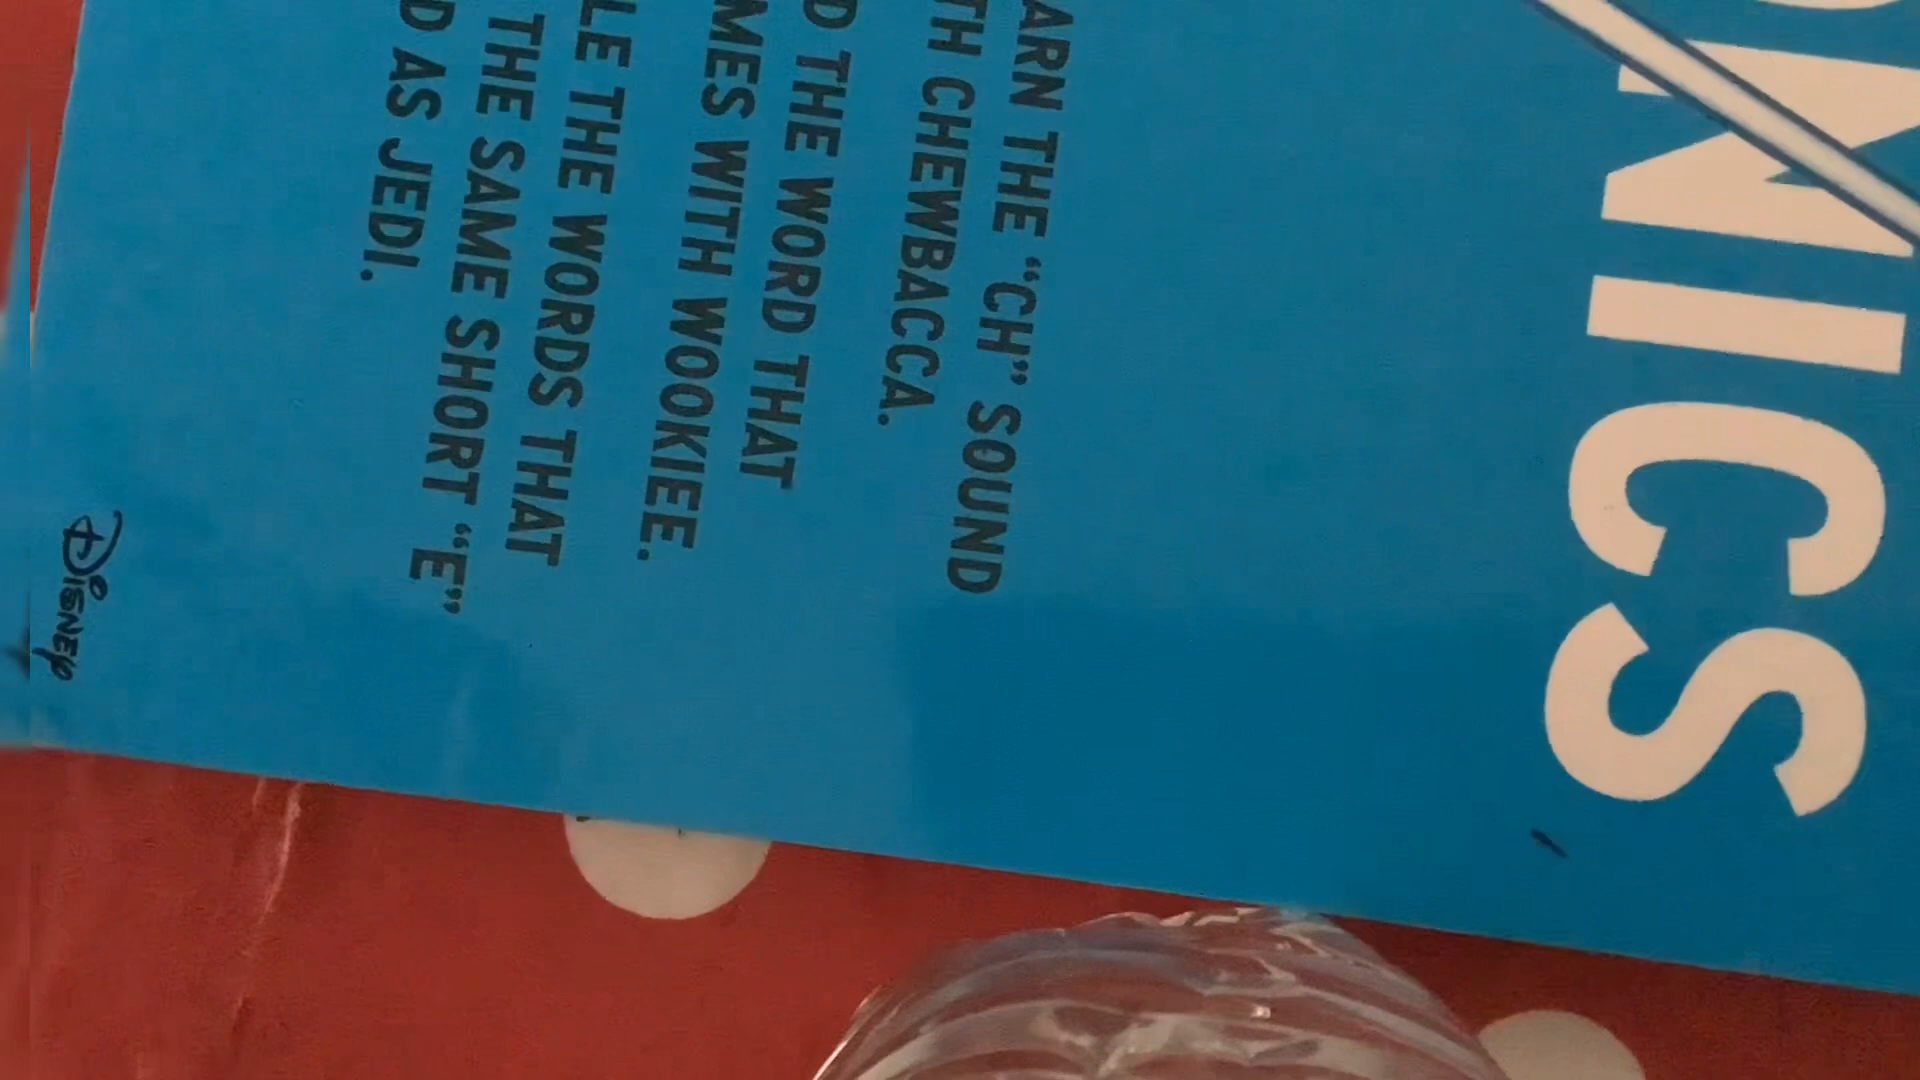 ONICS
ARN THE “CH” SOUND
TH CHEWBACCA.
D THE WORD THAT
MES WITH WOOKIEE.
LE THE WORDS THAT
THE SAME SHORT “E”
D AS JEDI.
Disney